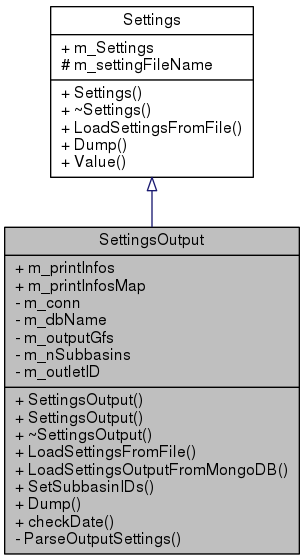 Settings
+ m_Settings
# m_settingFileName
+ Settings()
+ ~Settings()
+ LoadSettingsFromFile()
+ Dump()
+ Value()
SettingsOutput
+ m_printInfos
+ m_printInfosMap
- m_conn
- m_dbName
- m_outputGfs
- m_nSubbasins
- m_outletID
+ SettingsOutput()
+ SettingsOutput()
+ ~SettingsOutput()
+ LoadSettingsFromFile()
+ LoadSettingsOutputFromMongoDB()
+ SetSubbasinIDs()
+ Dump()
+ checkDate()
- ParseOutputSettings()